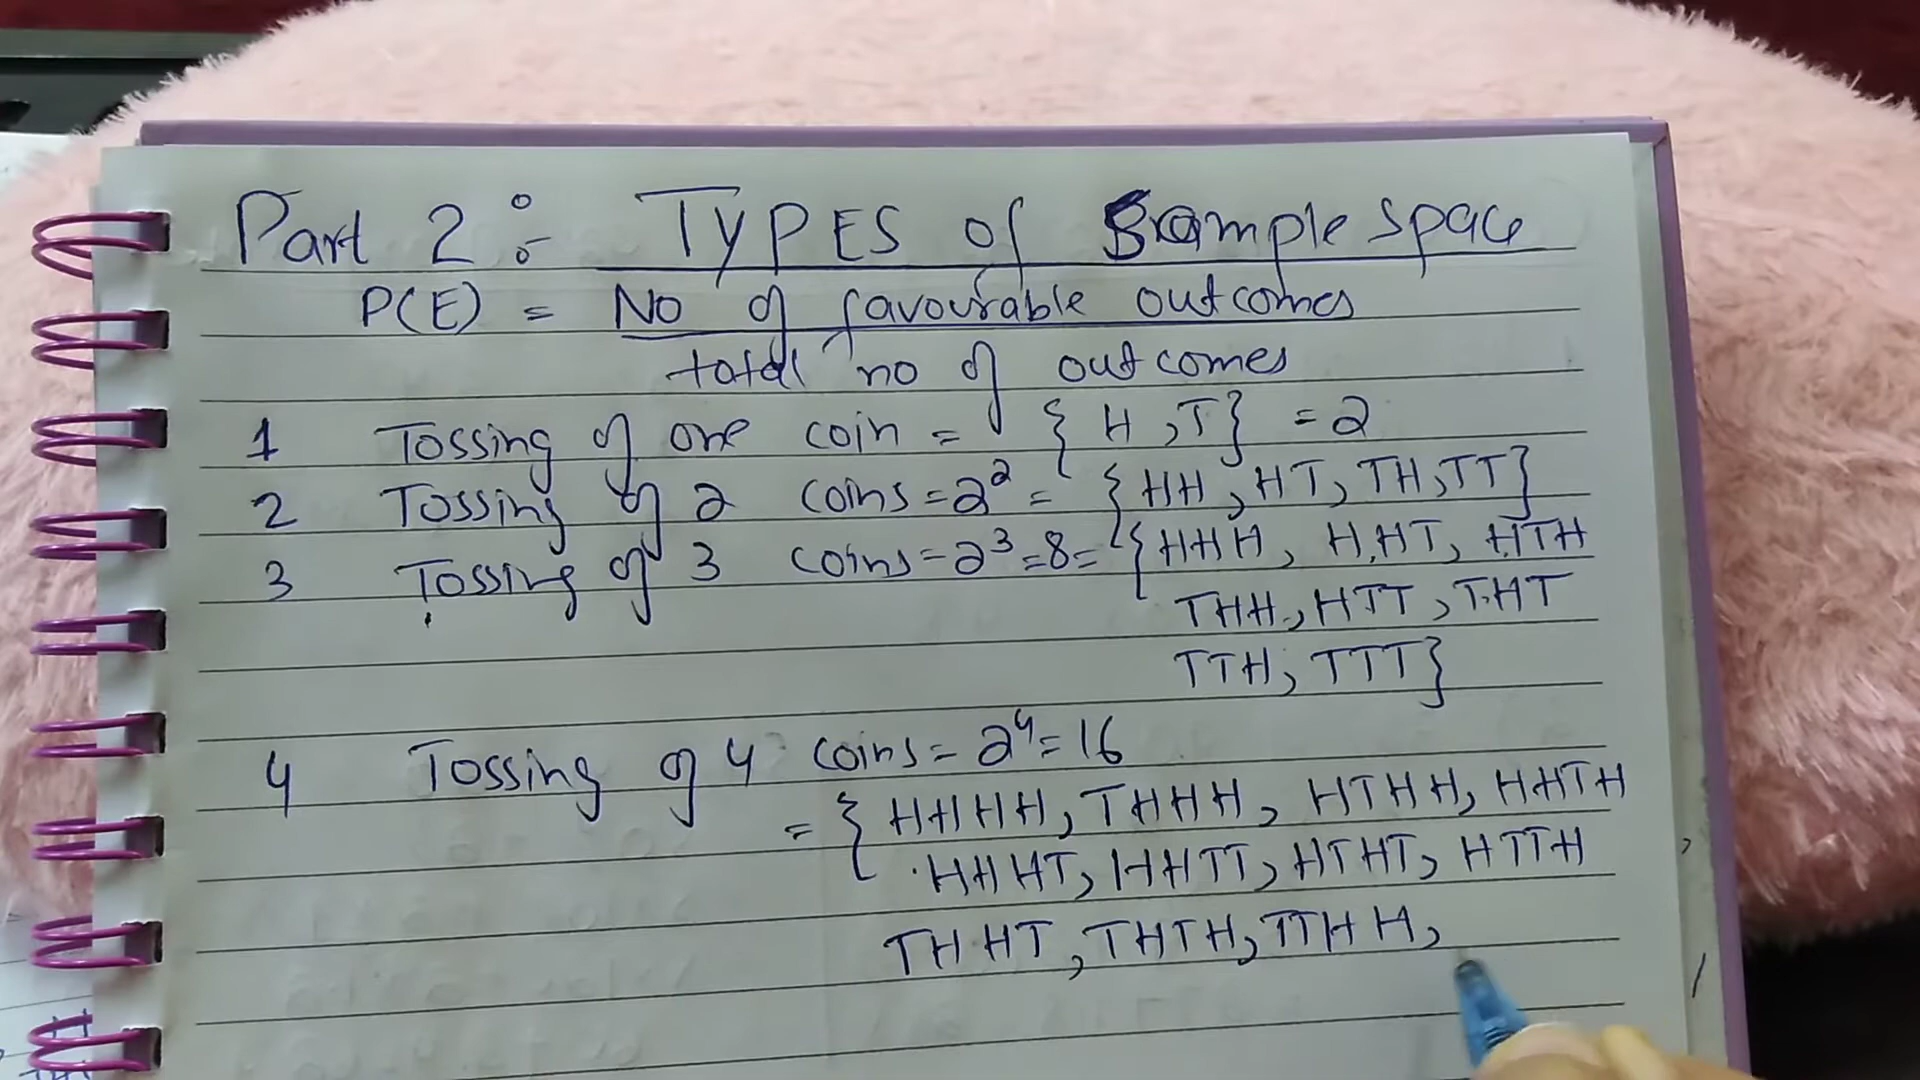 Part 2: TYPES of Sample space
P(E) = No of favourable outcomes
total no of outcomes
1 Tossing of one coin = { H, T} = 2
2 Tossing of 2 coins = 2² = {HH, HT, TH, TT}
3 Tossing of 3 coins = 2³ = 8 = {HHH, HHT, HTH
THH, HTT, THT
TTH, TTT}
4 Tossing of 4 coins = 2⁴ = 16
= {HHHH, THHH, HTHH, HHTH
HHHT, HHTT, HTHT, HTTH
THHT, THTH, TTHH,